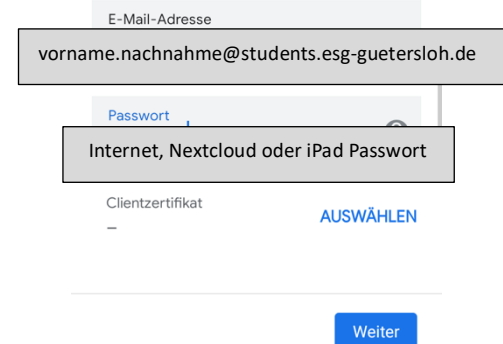 E-Mail-Adresse
vorname.nachnahme@students.esg-guetersloh.de
Passwort
Internet, Nextcloud oder iPad Passwort
Clientzertifikat
–
AUSWÄHLEN
Weiter